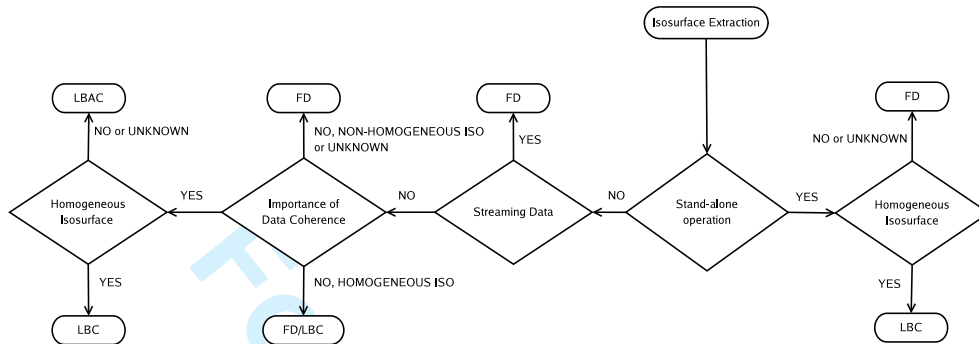 Isosurface Extraction
LBAC
FD
FD
FD
NO or UNKNOWN
NO, NON-HOMOGENEOUS ISO
or UNKNOWN
YES
NO or UNKNOWN
Homogeneous
Isosurface
YES
Importance of
Data Coherence
NO
Streaming Data
NO
Stand-alone
operation
YES
Homogeneous
Isosurface
YES
NO, HOMOGENEOUS ISO
YES
LBC
FD/LBC
LBC